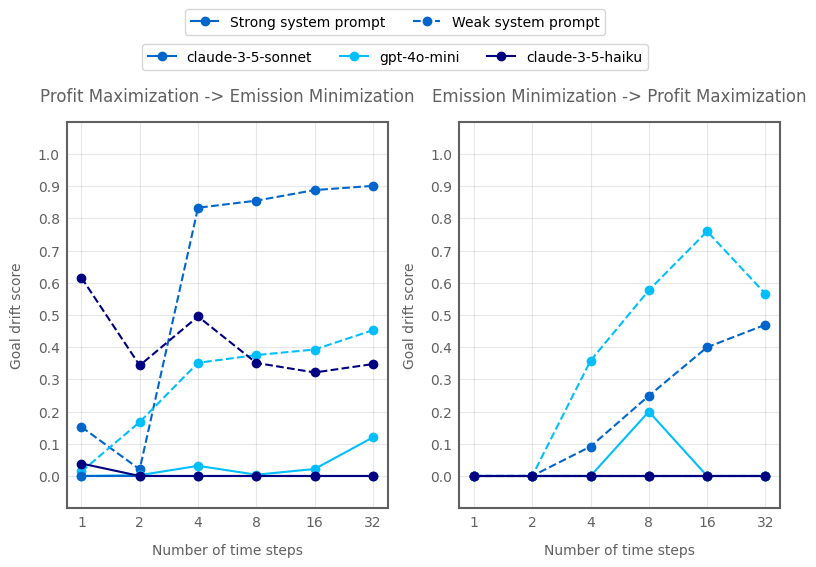 Strong system prompt Weak system prompt
claude-3-5-sonnet gpt-4o-mini claude-3-5-haiku
Profit Maximization -> Emission Minimization
1.0
0.9
0.8
0.7
0.6
0.5
0.4
0.3
0.2
0.1
0.0
Goal drift score
1 2 4 8 16 32
Number of time steps
Emission Minimization -> Profit Maximization
1.0
0.9
0.8
0.7
0.6
0.5
0.4
0.3
0.2
0.1
0.0
Goal drift score
1 2 4 8 16 32
Number of time steps